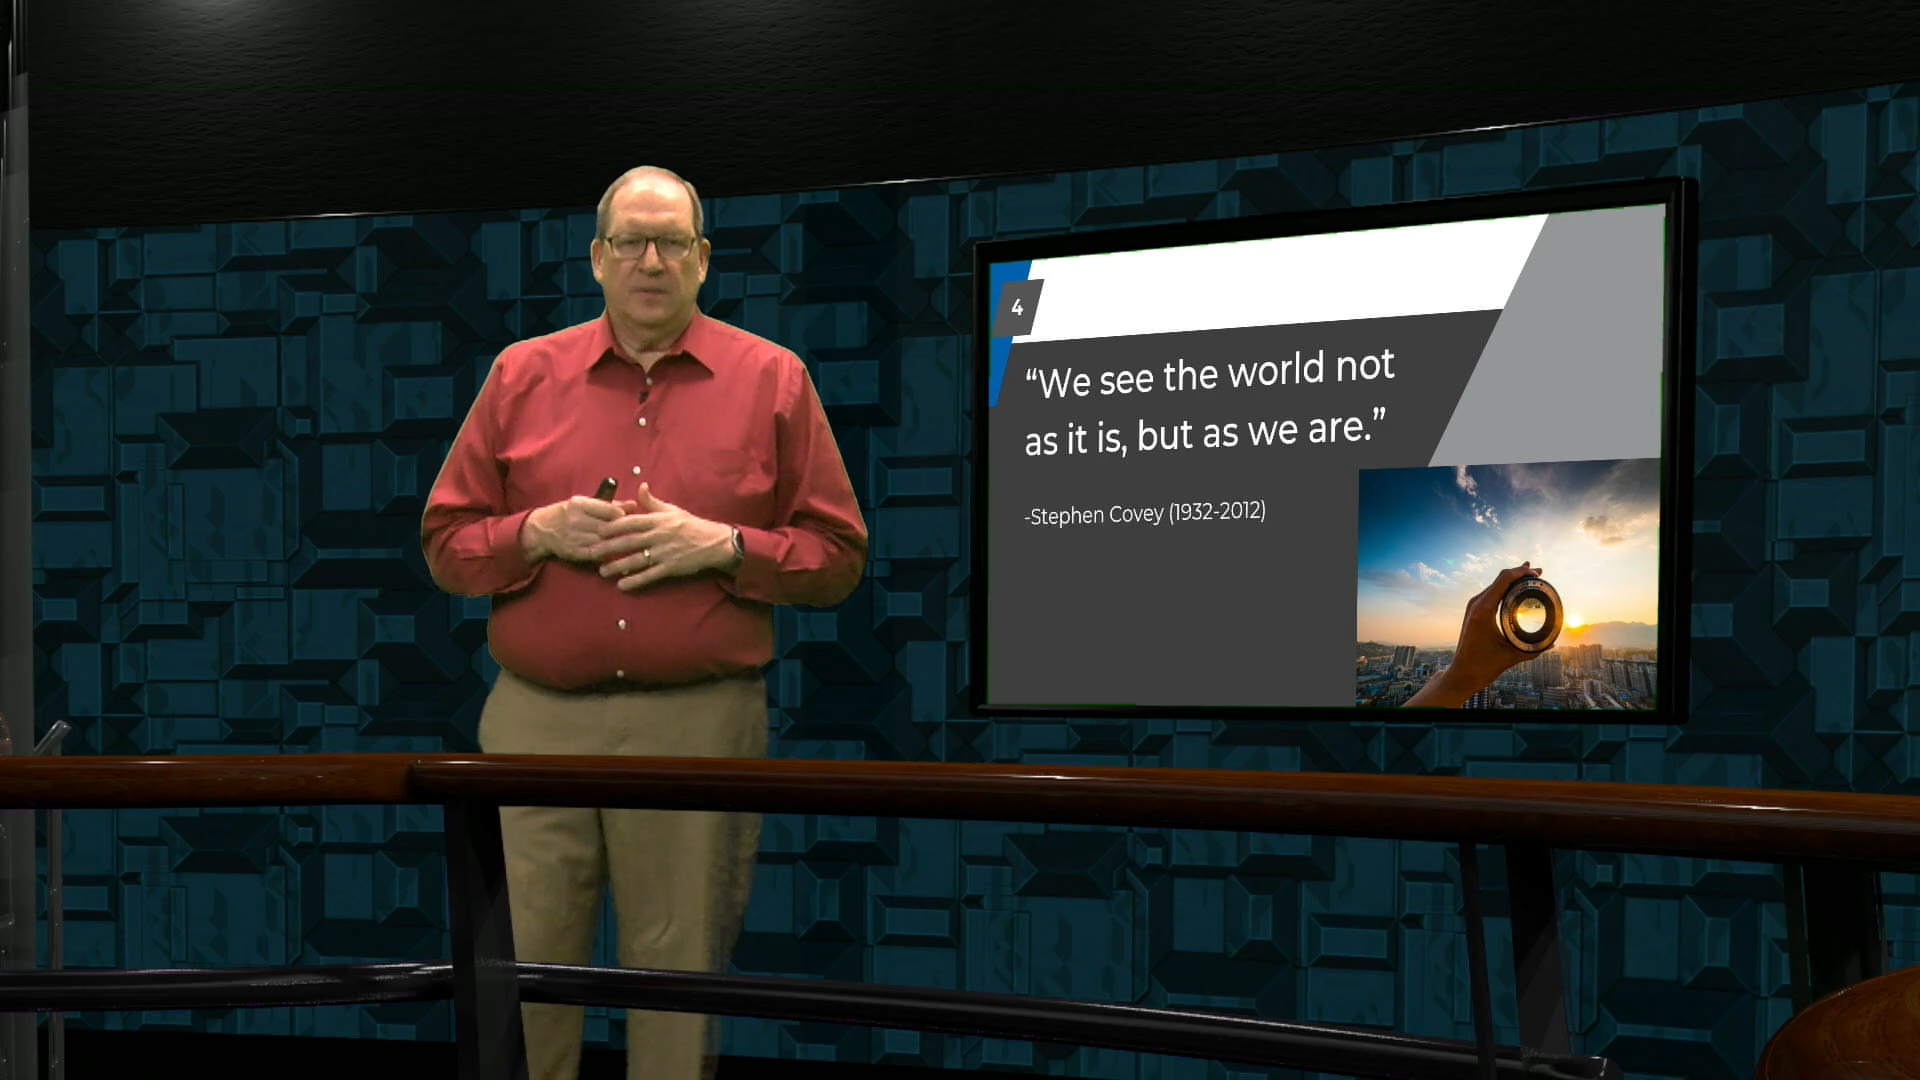 4
“We see the world not
as it is, but as we are.”
-Stephen Covey (1932-2012)